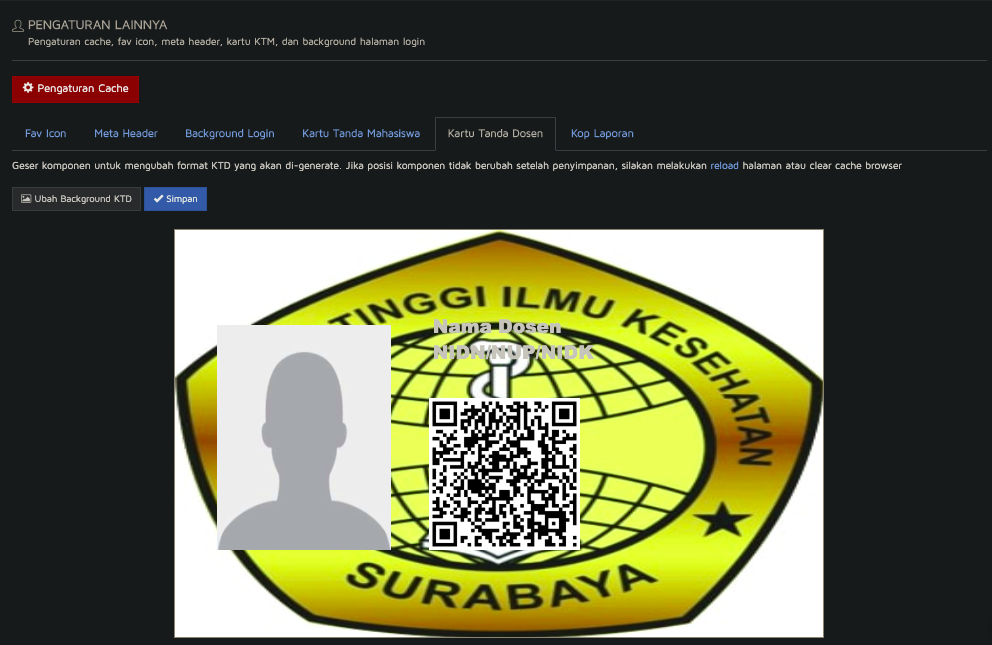 PENGATURAN LAINNYA
Pengaturan cache, fav icon, meta header, kartu KTM, dan background halaman login
Pengaturan Cache
Fav Icon Meta Header Background Login Kartu Tanda Mahasiswa Kartu Tanda Dosen Kop Laporan
Geser komponen untuk mengubah format KTD yang akan di-generate. Jika posisi komponen tidak berubah setelah penyimpanan, silakan melakukan reload halaman atau clear cache browser
Ubah Background KTD Simpan
TINGGI ILMU KESEHATAN
Nama Dosen
NIDN/NUP/NIDK
SURABAYA